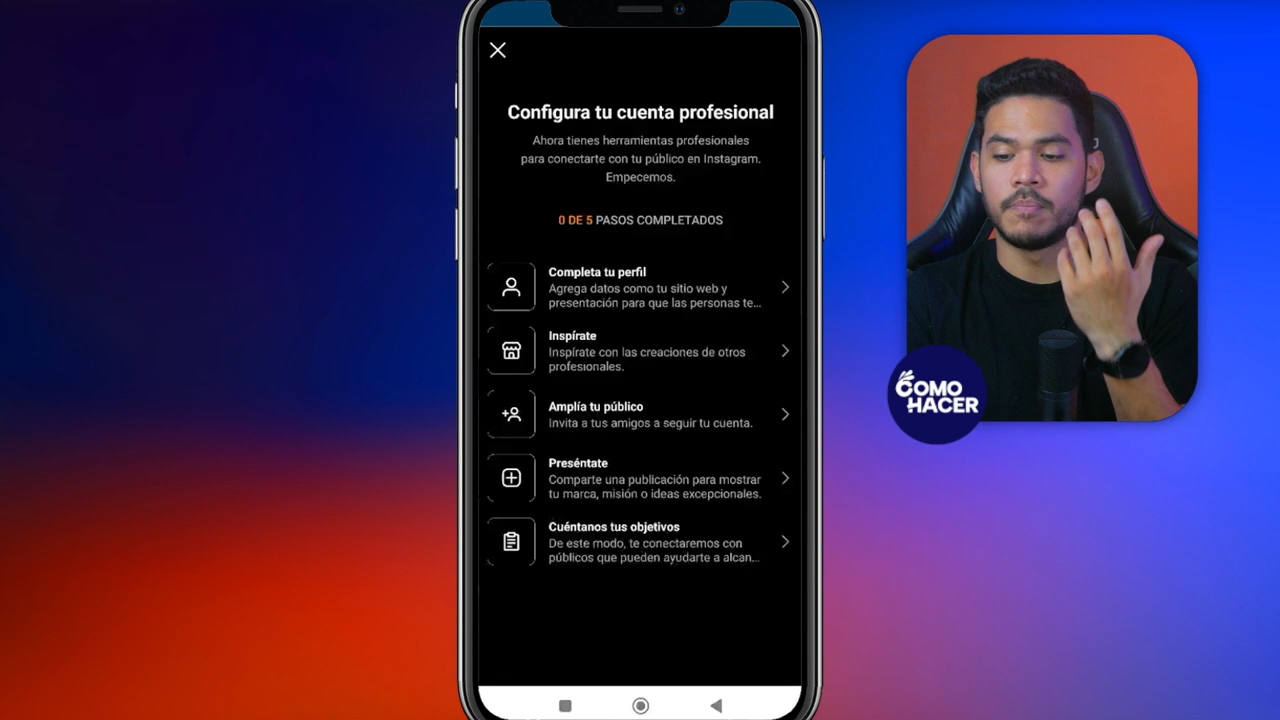 Configura tu cuenta profesional
Ahora tienes herramientas profesionales
para conectarte con tu público en Instagram.
Empecemos.
0 DE 5 PASOS COMPLETADOS
Completa tu perfil
Agrega datos como tu sitio web y
presentación para que las personas te...
Inspírate
Inspírate con las creaciones de otros
profesionales.
Amplía tu público
Invita a tus amigos a seguir tu cuenta.
Preséntate
Comparte una publicación para mostrar
tu marca, misión o ideas excepcionales.
Cuéntanos tus objetivos
De este modo, te conectaremos con
públicos que pueden ayudarte a alcan...
COMO
HACER